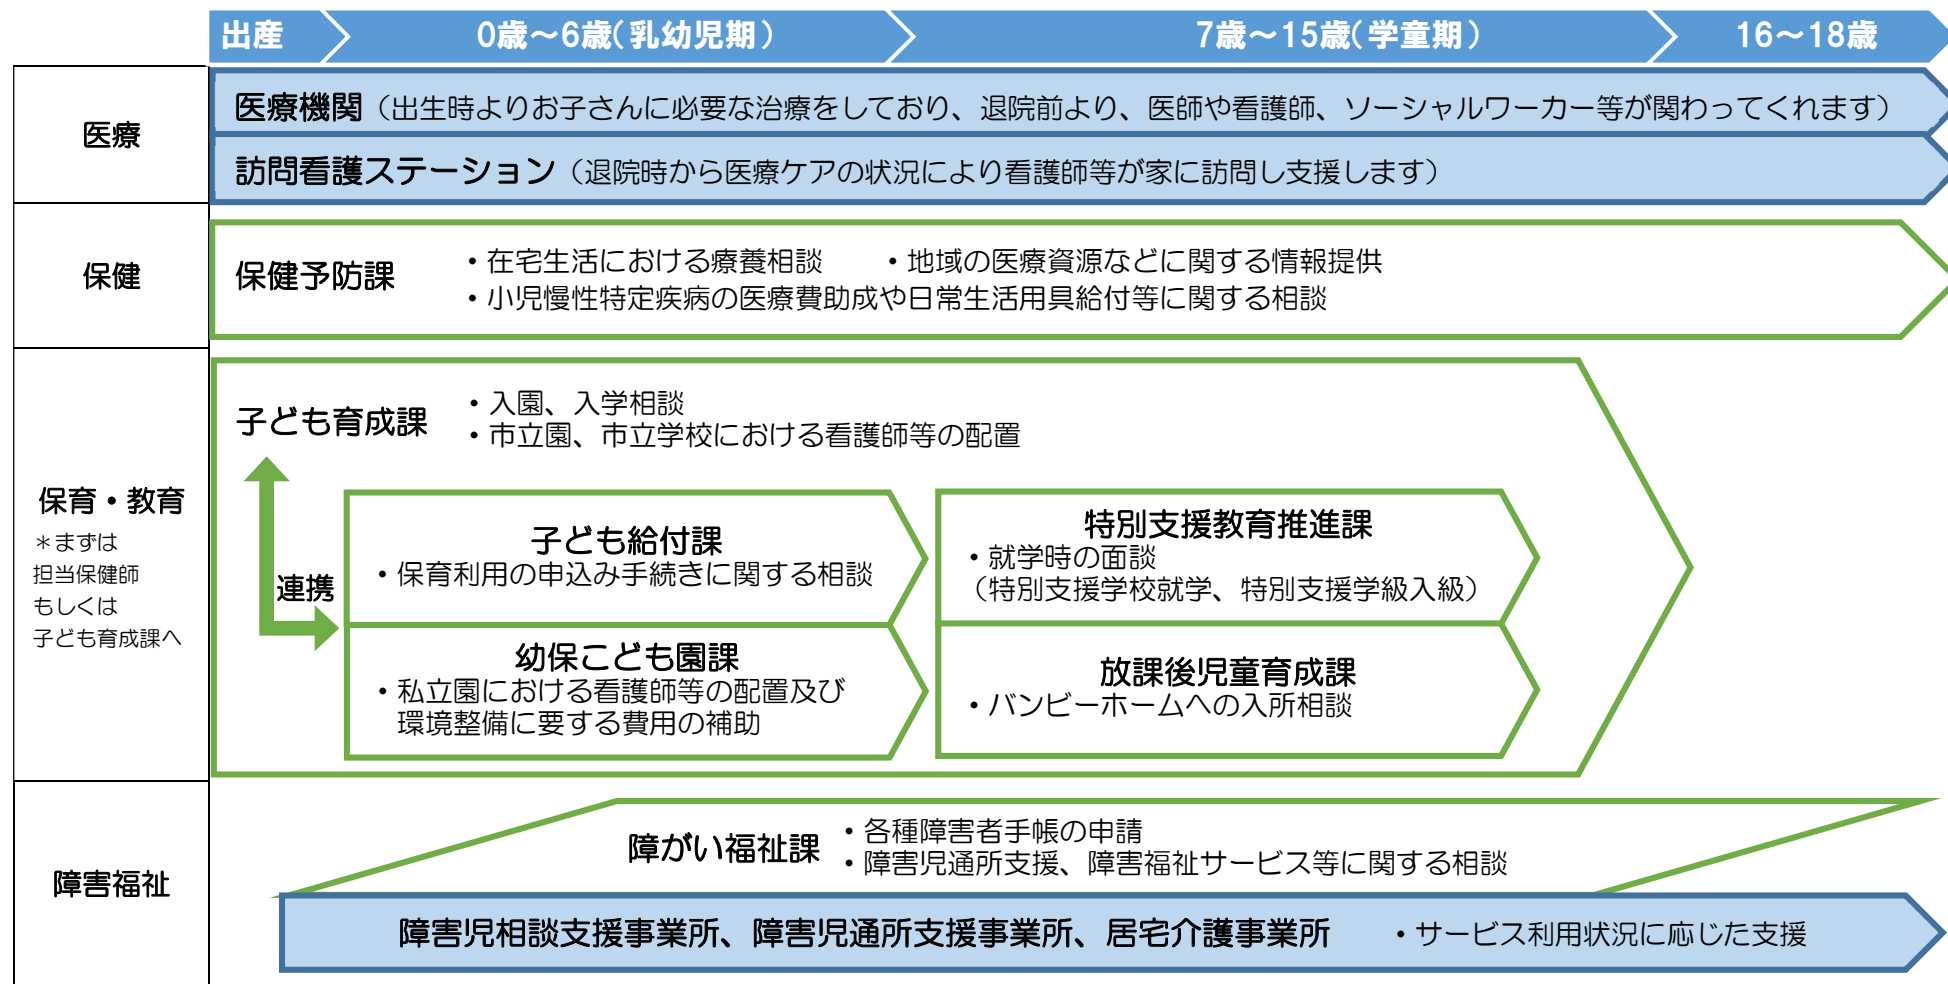 出産
0歳～6歳(乳幼児期)
7歳～15歳(学童期)
16～18歳
医療
医療機関（出生時よりお子さんに必要な治療をしており、退院前より、医師や看護師、ソーシャルワーカー等が関わってくれます）
訪問看護ステーション（退院時から医療ケアの状況により看護師等が家に訪問し支援します）
保健
保健予防課
・在宅生活における療養相談　・地域の医療資源などに関する情報提供
・小児慢性特定疾病の医療費助成や日常生活用具給付等に関する相談
保育・教育
＊まずは
担当保健師
もしくは
子ども育成課へ
子ども育成課
・入園、入学相談
・市立園、市立学校における看護師等の配置
連携
子ども給付課
・保育利用の申込み手続きに関する相談
幼保こども園課
・私立園における看護師等の配置及び
環境整備に要する費用の補助
特別支援教育推進課
・就学時の面談
（特別支援学校就学、特別支援学級入級）
放課後児童育成課
・バンビーホームへの入所相談
障害福祉
障がい福祉課
・各種障害者手帳の申請
・障害児通所支援、障害福祉サービス等に関する相談
障害児相談支援事業所、障害児通所支援事業所、居宅介護事業所　・サービス利用状況に応じた支援